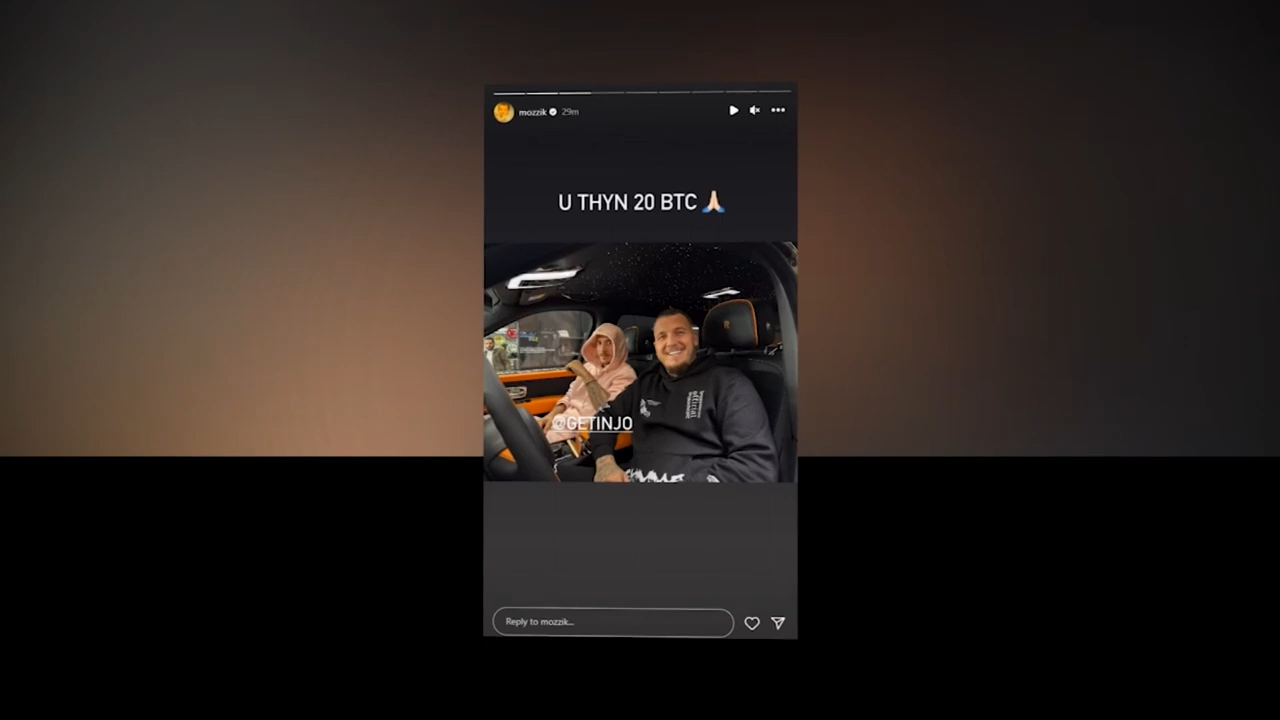 mozzik 29m
U THYN 20 BTC 🙏🏻
@GETINJO
Reply to mozzik...